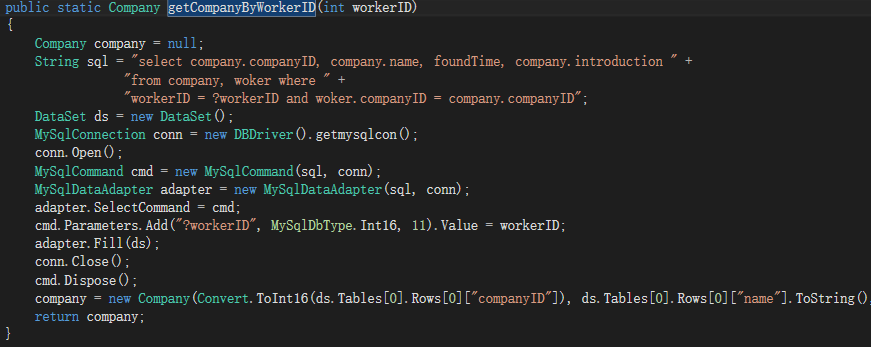 public static Company getCompanyByWorkerID(int workerID)
{
Company company = null;
String sql = "select company.companyID, company.name, foundTime, company.introduction " +
"from company, woker where " +
"workerID = ?workerID and woker.companyID = company.companyID";
DataSet ds = new DataSet();
MySqlConnection conn = new DBDriver().getmysqlcon();
conn.Open();
MySqlCommand cmd = new MySqlCommand(sql, conn);
MySqlDataAdapter adapter = new MySqlDataAdapter(sql, conn);
adapter.SelectCommand = cmd;
cmd.Parameters.Add("?workerID", MySqlDbType.Int16, 11).Value = workerID;
adapter.Fill(ds);
conn.Close();
cmd.Dispose();
company = new Company(Convert.ToInt16(ds.Tables[0].Rows[0]["companyID"]), ds.Tables[0].Rows[0]["name"].ToString(),
return company;
}